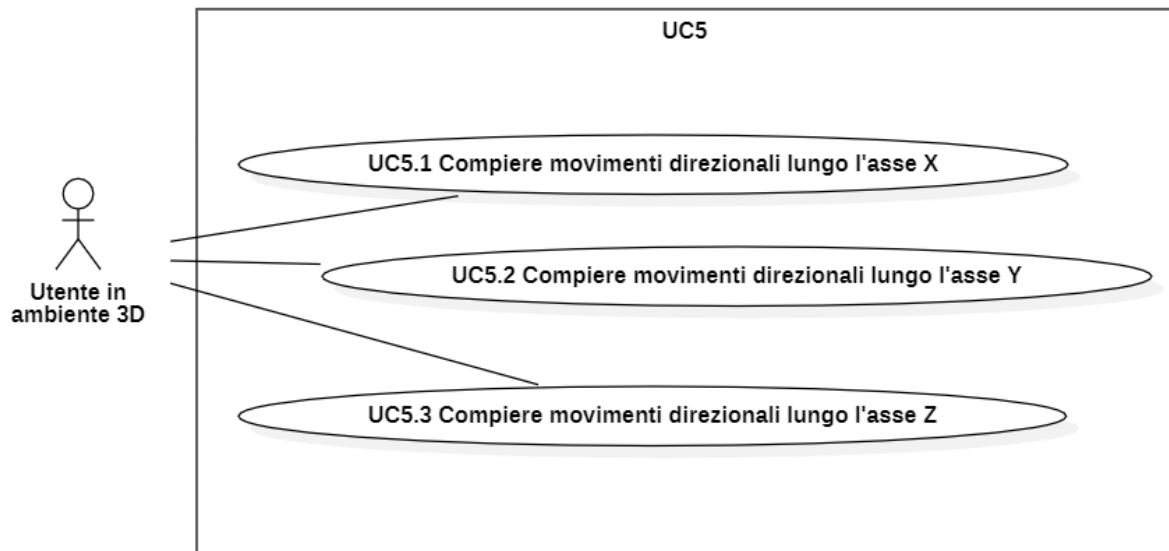 UC5
UC5.1 Compiere movimenti direzionali lungo l'asse X
UC5.2 Compiere movimenti direzionali lungo l'asse Y
Utente in
ambiente 3D
UC5.3 Compiere movimenti direzionali lungo l'asse Z